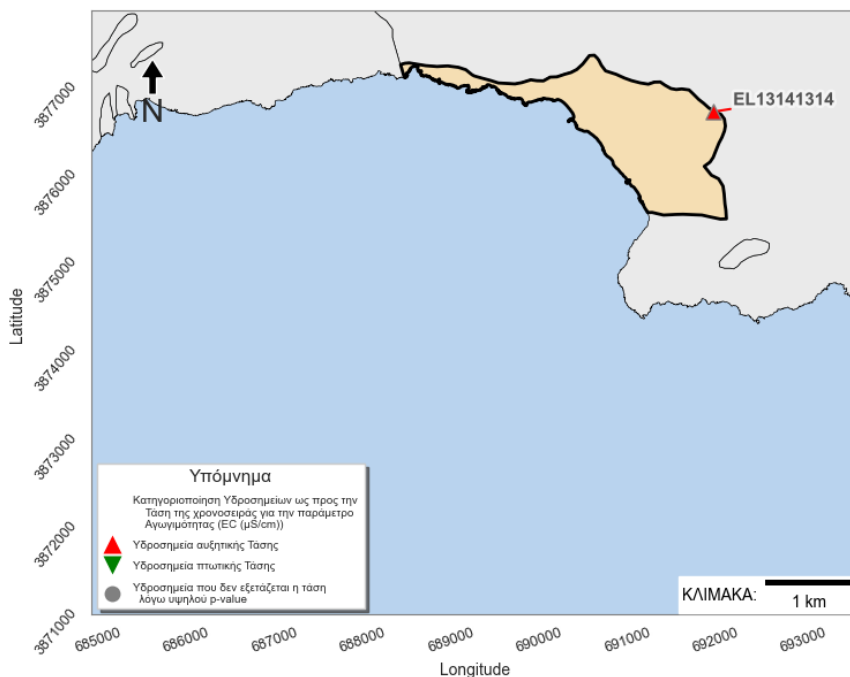 N
EL13141314
Latitude
3877000
3876000
3875000
3874000
3873000
3872000
3871000
Υπόμνημα
Κατηγοριοποίηση Υδροσημείων ως προς την
Τάση της χρονοσειράς για την παράμετρο
Αγωγιμότητας (EC (μS/cm))
Υδροσημεία αυξητικής Τάσης
Υδροσημεία πτωτικής Τάσης
Υδροσημεία που δεν εξετάζεται η τάση
λόγω υψηλού p-value
ΚΛΙΜΑΚΑ:
1 km
685000
686000
687000
688000
689000
690000
691000
692000
693000
Longitude